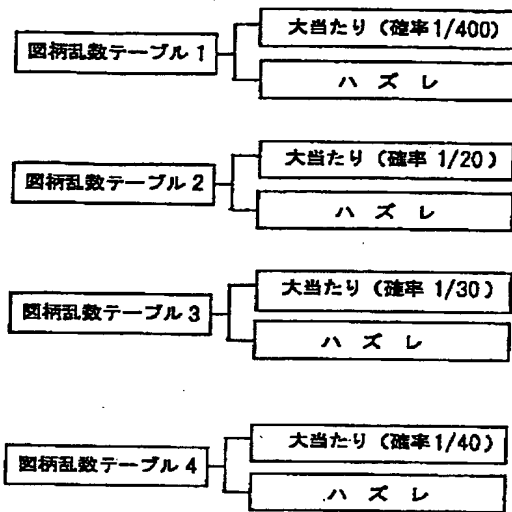 大当たり（確率1/400）
図柄乱数テーブル 1
ハ ズ レ
大当たり（確率 1/20）
図柄乱数テーブル 2
ハ ズ レ
大当たり（確率 1/30）
図柄乱数テーブル 3
ハ ズ レ
大当たり（確率1/40）
図柄乱数テーブル 4
ハ ズ レ